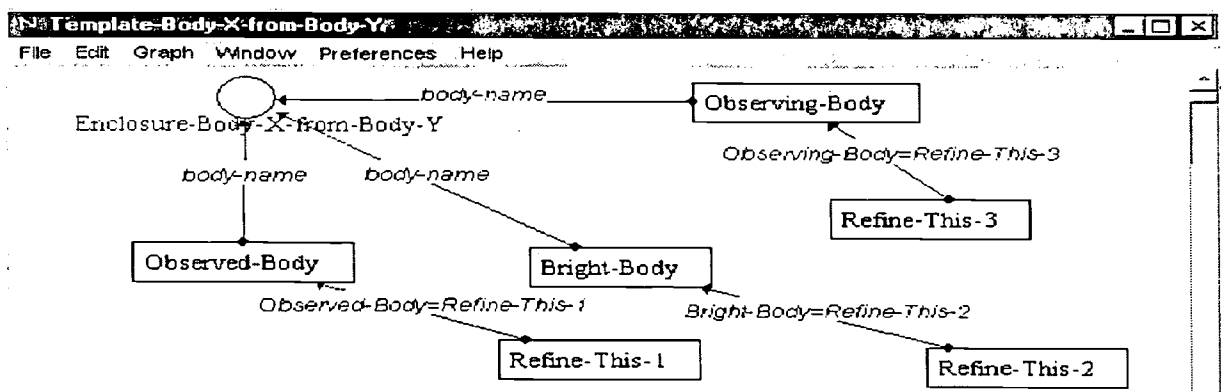 Template-Body-X-from-Body-Y
File Edit Graph Window Preferences Help
body-name
Observing-Body
Enclosure-Body-X-from-Body-Y
Observing-Body=Refine-This-3
body-name
body-name
Refine-This-3
Observed-Body
Bright-Body
Observed-Body=Refine-This-1
Bright-Body=Refine-This-2
Refine-This-1
Refine-This-2